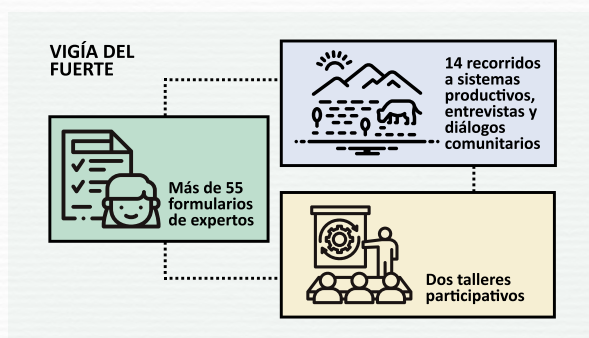 VIGÍA DEL
FUERTE
14 recorridos
a sistemas
productivos,
entrevistas y
diálogos
comunitarios
Más de 55
formularios
de expertos
Dos talleres
participativos